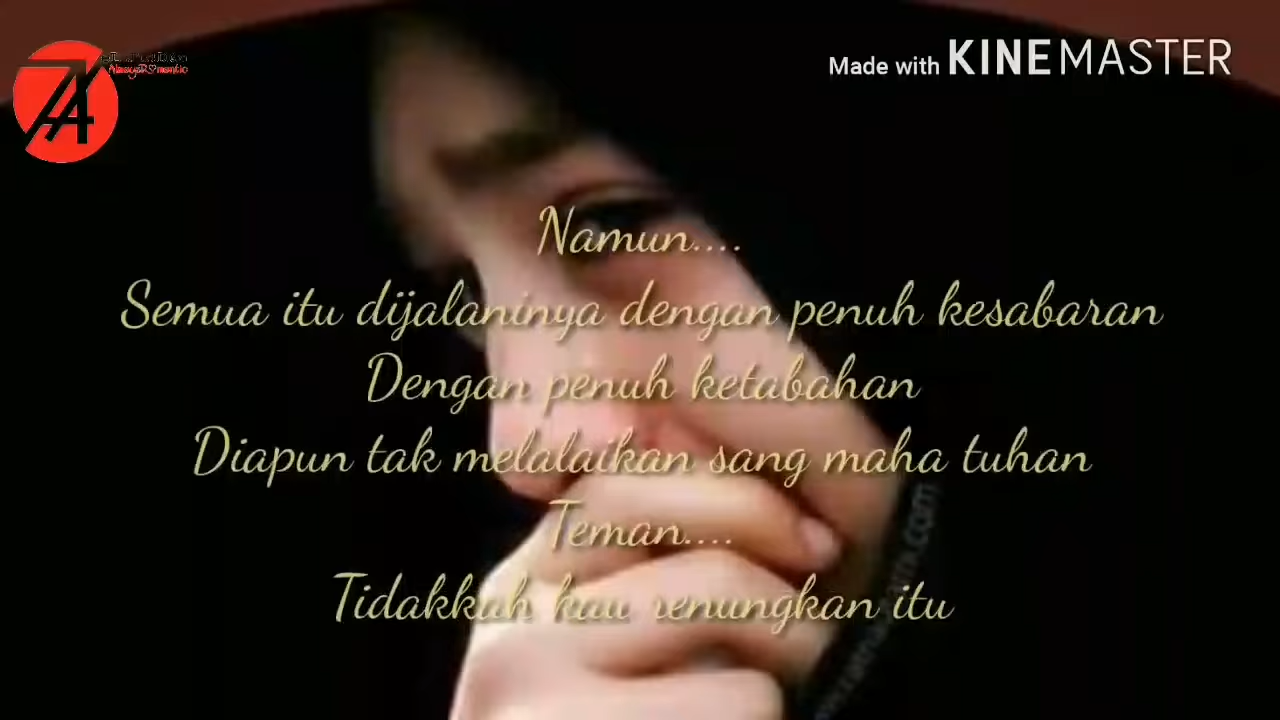 Made with KINEMASTER
Namun....
Semua itu dijalaninya dengan penuh kesabaran
Dengan penuh ketabahan
Diapun tak melalaikan sang maha tuhan
Teman....
Tidakkah kau renungkan itu